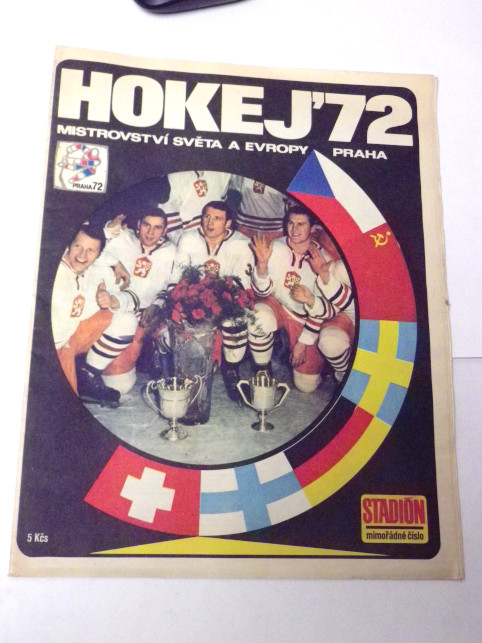 HOKEJ'72
MISTROVSTVÍ SVĚTA A EVROPY PRAHA
PRAHA 72
STADIÓN
mimořádné číslo
5 Kčs